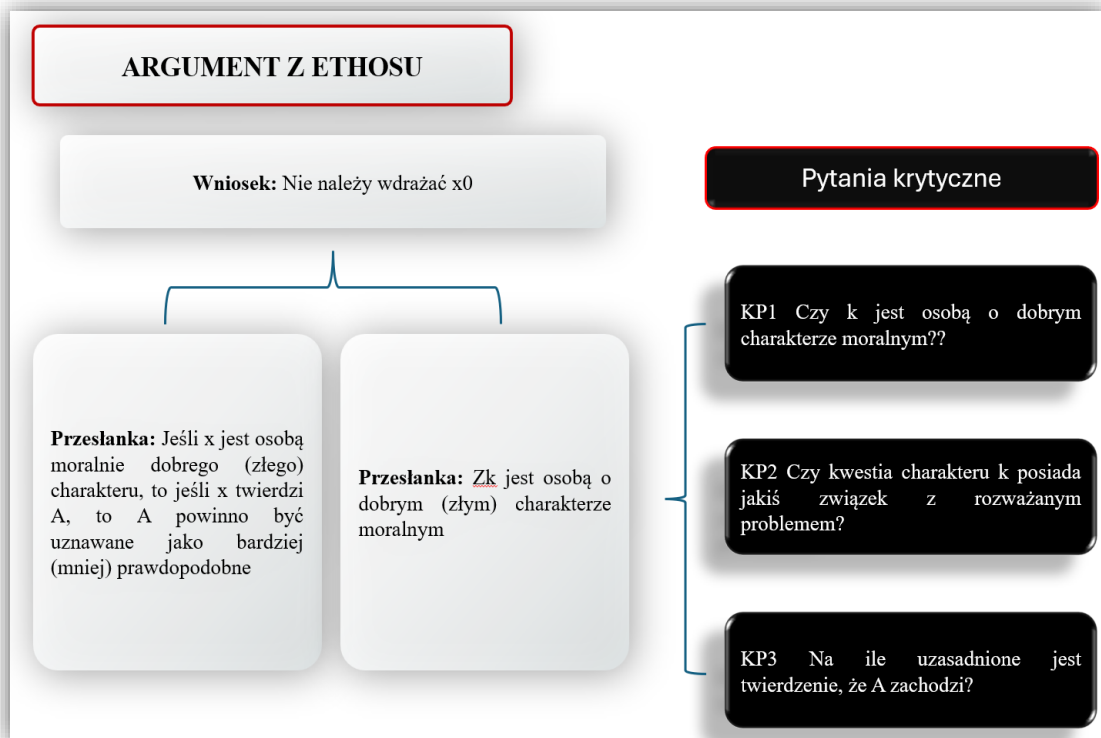 ARGUMENT Z ETHOSU
Wniosek: Nie należy wdrażać x0
Przesłanka: Jeśli x jest osobą
moralnie dobrego (złego)
charakteru, to jeśli x twierdzi
A, to A powinno być
uznawane jako bardziej
(mniej) prawdopodobne
Przesłanka: Zk jest osobą o
dobrym (złym) charakterze
moralnym
Pytania krytyczne
KP1 Czy k jest osobą o dobrym
charakterze moralnym??
KP2 Czy kwestia charakteru k posiada
jakiś związek z rozważanym
problemem?
KP3 Na ile uzasadnione jest
twierdzenie, że A zachodzi?